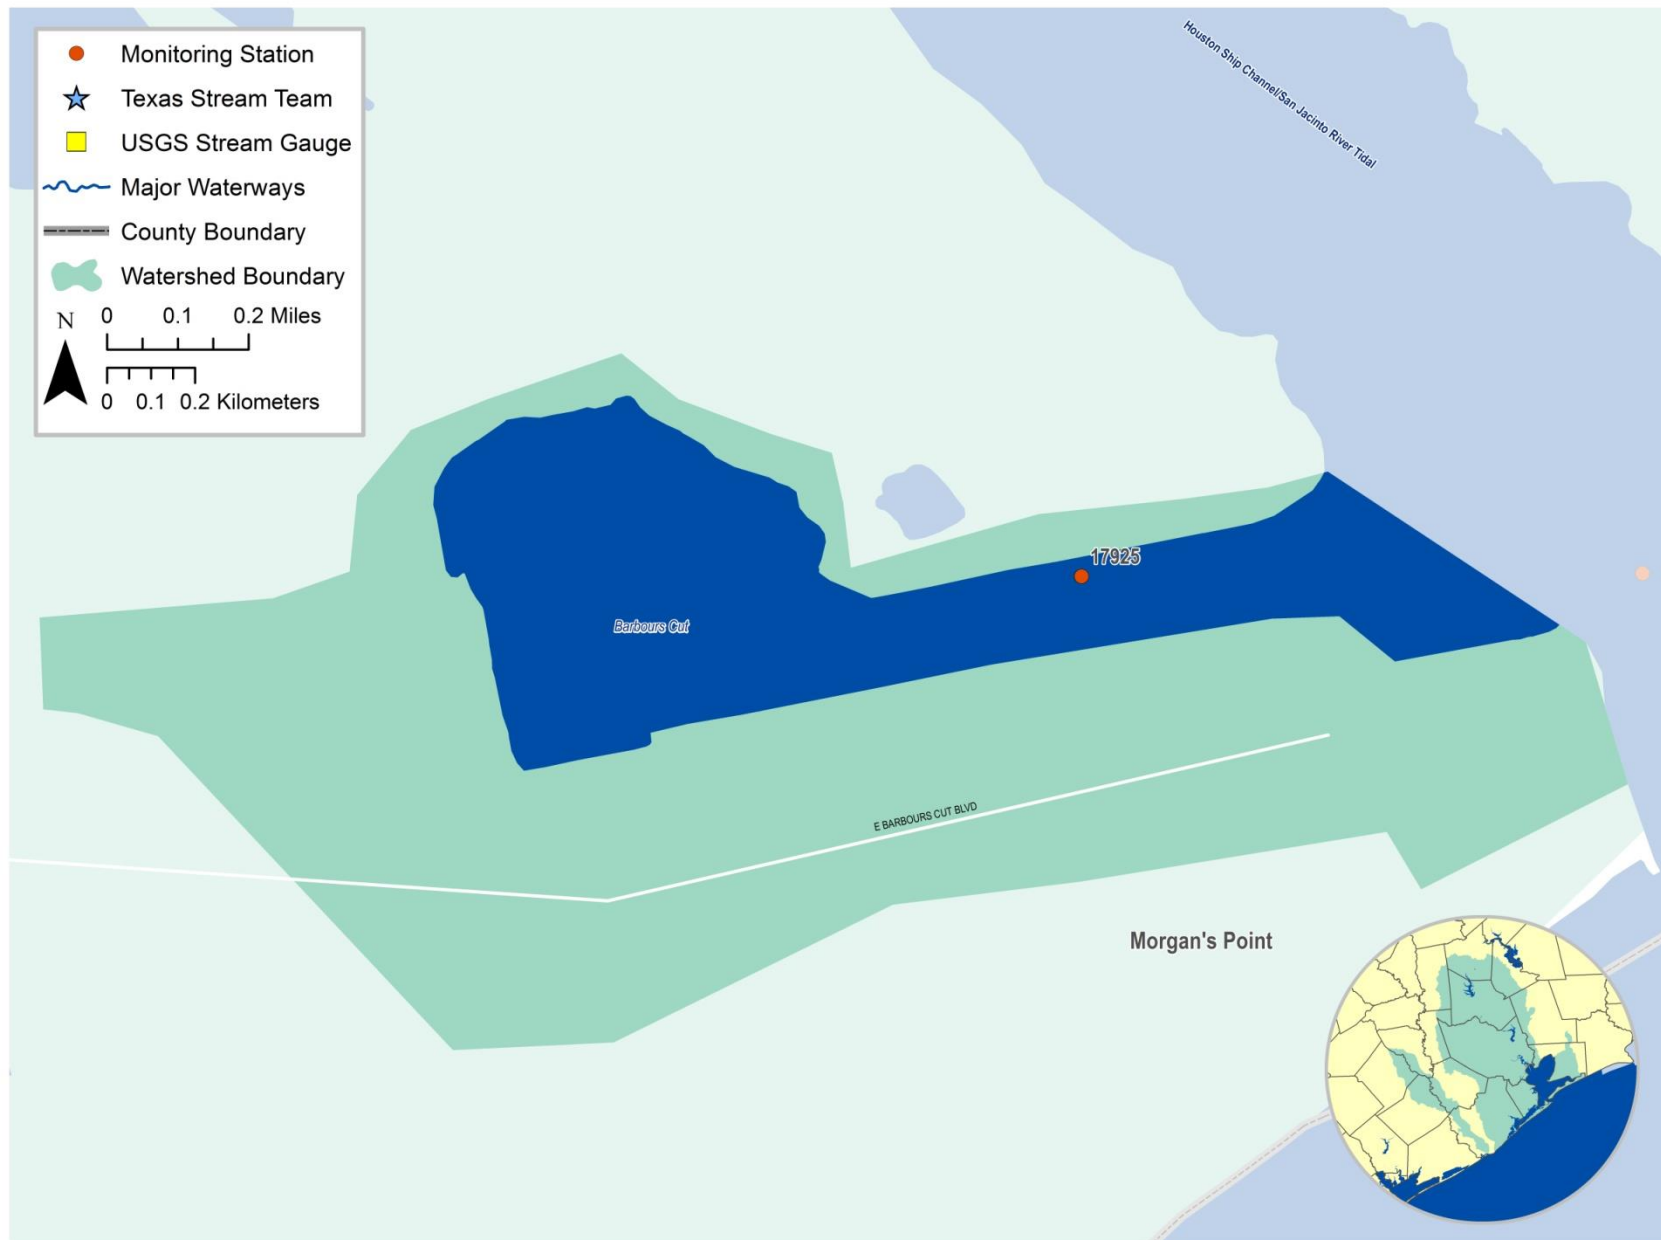 Monitoring Station
Texas Stream Team
USGS Stream Gauge
Major Waterways
County Boundary
Watershed Boundary
N
0 0.1 0.2 Miles
0 0.1 0.2 Kilometers
Houston Ship Channel/San Jacinto River Tidal
17925
Barbours Cut
E BARBOURS CUT BLVD
Morgan's Point